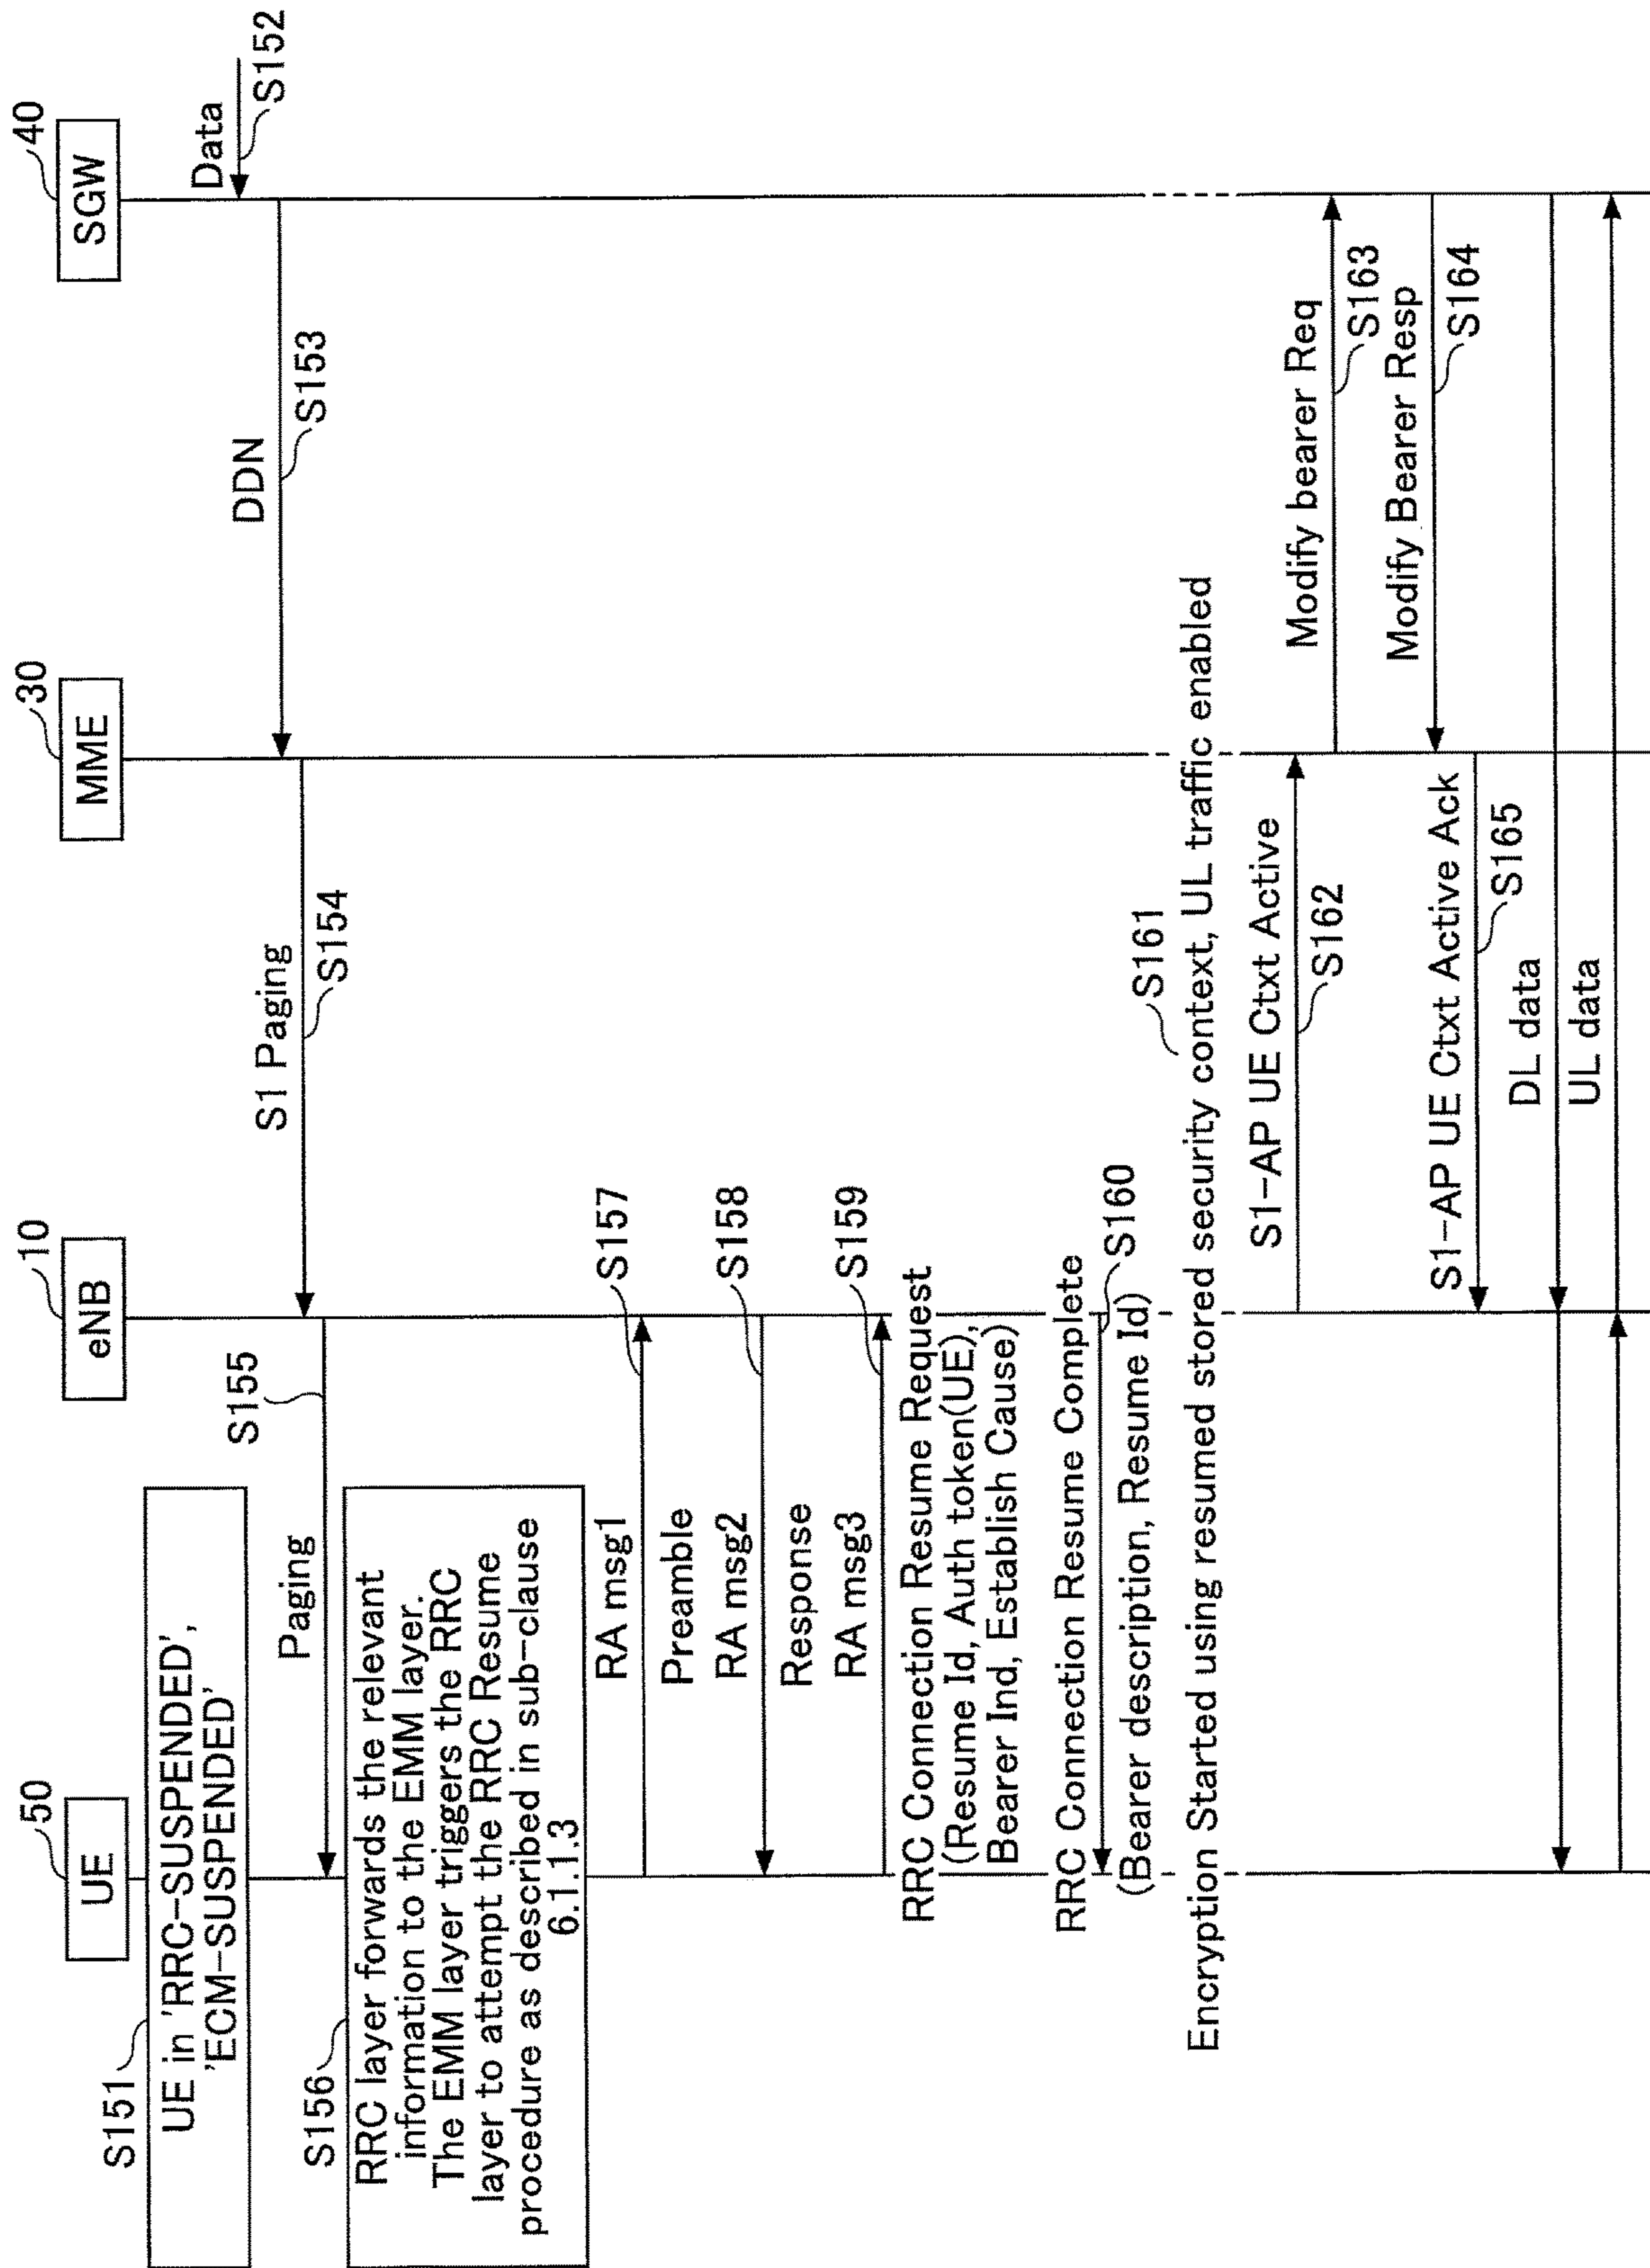 50
UE
10
eNB
30
MME
40
SGW
S151
UE in 'RRC-SUSPENDED',
'ECM-SUSPENDED'
Data
S152
DDN
S153
S1 Paging
S154
S155
Paging
S156
RRC layer forwards the relevant
information to the EMM layer.
The EMM layer triggers the RRC
layer to attempt the RRC Resume
procedure as described in sub-clause
6.1.1.3
RA msg1
S157
Preamble
RA msg2
S158
Response
RA msg3
S159
RRC Connection Resume Request
(Resume Id, Auth token(UE),
Bearer Ind, Establish Cause)
RRC Connection Resume Complete
S160
(Bearer description, Resume Id)
S161
Encryption Started using resumed stored security context, UL traffic enabled
S1-AP UE Ctxt Active
S162
Modify bearer Req
S163
Modify Bearer Resp
S164
S1-AP UE Ctxt Active Ack
S165
DL data
UL data